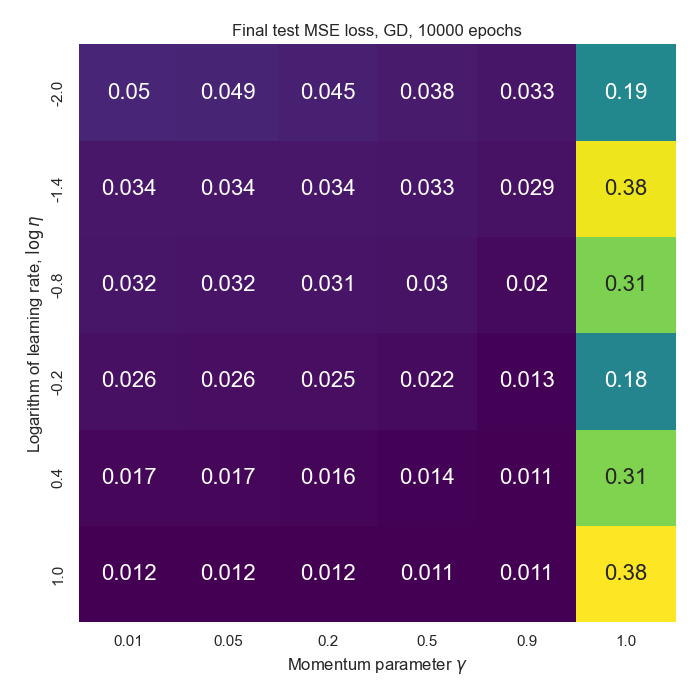 Final test MSE loss, GD, 10000 epochs
Logarithm of learning rate, log η
-2.0 0.05 0.049 0.045 0.038 0.033 0.19
-1.4 0.034 0.034 0.034 0.033 0.029 0.38
-0.8 0.032 0.032 0.031 0.03 0.02 0.31
-0.2 0.026 0.026 0.025 0.022 0.013 0.18
0.4 0.017 0.017 0.016 0.014 0.011 0.31
1.0 0.012 0.012 0.012 0.011 0.011 0.38
0.01 0.05 0.2 0.5 0.9 1.0
Momentum parameter γ